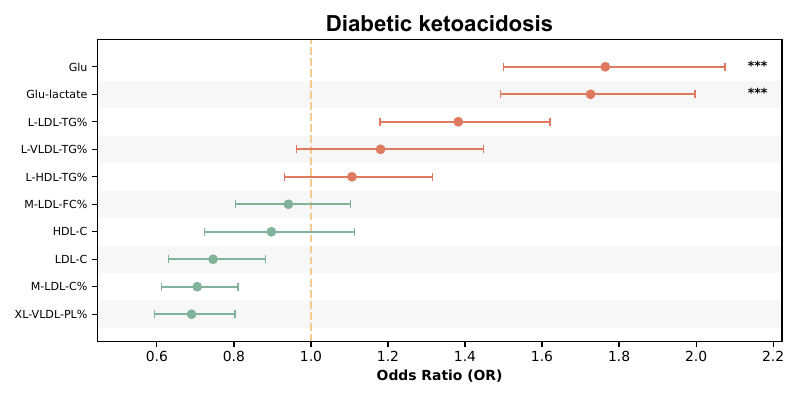 Diabetic ketoacidosis
Glu ***
Glu-lactate ***
L-LDL-TG%
L-VLDL-TG%
L-HDL-TG%
M-LDL-FC%
HDL-C
LDL-C
M-LDL-C%
XL-VLDL-PL%
0.6 0.8 1.0 1.2 1.4 1.6 1.8 2.0 2.2
Odds Ratio (OR)